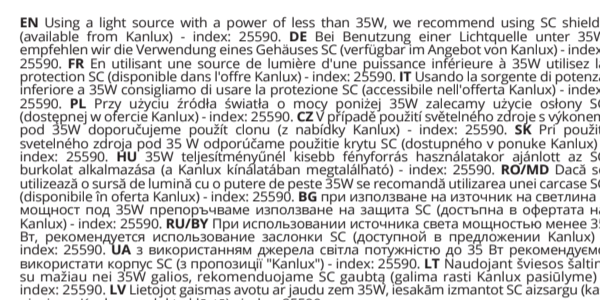 EN Using a light source with a power of less than 35W, we recommend using SC shield
(available from Kanlux) - index: 25590. DE Bei Benutzung einer Lichtquelle unter 35W
empfehlen wir die Verwendung eines Gehäuses SC (verfügbar im Angebot von Kanlux) - index:
25590. FR En utilisant une source de lumière d'une puissance inférieure à 35W utilisez l
protection SC (disponible dans l'offre Kanlux) - index: 25590. IT Usando la sorgente di potenz
inferiore a 35W consigliamo di usare la protezione SC (accessibile nell'offerta Kanlux) - index
25590. PL Przy użyciu źródła światła o mocy poniżej 35W zalecamy użycie osłony SC
(dostępnej w ofercie Kanlux) - index: 25590. CZ V případě použití světelného zdroje s výkonem
pod 35W doporučujeme použít clonu (z nabídky Kanlux) - index: 25590. SK Pri použit
svetelného zdroja pod 35 W odporúčame použitie krytu SC (dostupného v ponuke Kanlux)
index: 25590. HU 35W teljesítményűnél kisebb fényforrás használatakor ajánlott az SC
burkolat alkalmazása (a Kanlux kínálatában megtalálható) - index: 25590. RO/MD Dacă s
utilizează o sursă de lumină cu o putere de peste 35W se recomandă utilizarea unei carcase SC
(disponibile în oferta Kanlux) - index: 25590. BG при използване на източник на светлина
мощност под 35W препоръчваме използване на защита SC (достъпна в офертата на
Kanlux) - index: 25590. RU/BY При использовании источника света мощностью менее 35
Вт, рекомендуется использование заслонки SC (доступной в предложении Kanlux)
index: 25590. UA з використанням джерела світла потужністю до 35 Вт рекомендуєм
використати корпус SC (з пропозиції "Kanlux") - index: 25590. LT Naudojant šviesos šaltin
su mažiau nei 35W galios, rekomenduojame SC gaubtą (galima rasti Kanlux pasiūlyme)
index: 25590. LV Lietojot gaismas avotu ar jaudu zem 35W, iesakām izmantot SC aizsargu (ka